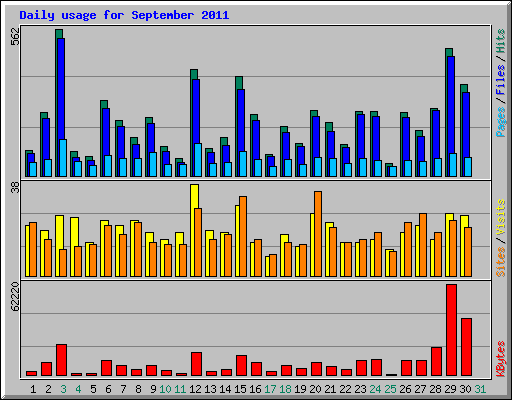 Daily usage for September 2011
562
Pages / Files / Hits
38
Sites / Visits
62220
KBytes
1 2 3 4 5 6 7 8 9 10 11 12 13 14 15 16 17 18 19 20 21 22 23 24 25 26 27 28 29 30 31